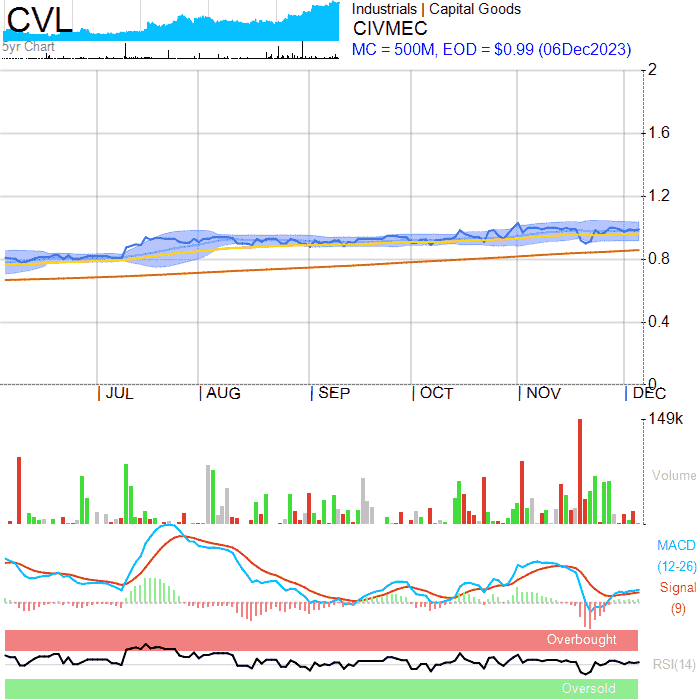 CVL
5yr Chart
Industrials | Capital Goods
CIVMEC
MC = 500M, EOD = $0.99 (06Dec2023)
2
1.6
1.2
0.8
0.4
0
JUL
AUG
SEP
OCT
NOV
DEC
149k
Volume
MACD
(12-26)
Signal
(9)
Overbought
RSI(14)
Oversold